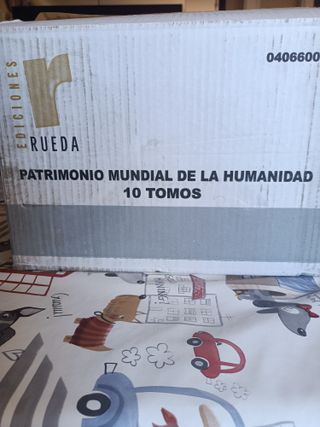 0406600
EDICIONES
r
RUEDA
PATRIMONIO MUNDIAL DE LA HUMANIDAD
10 TOMOS